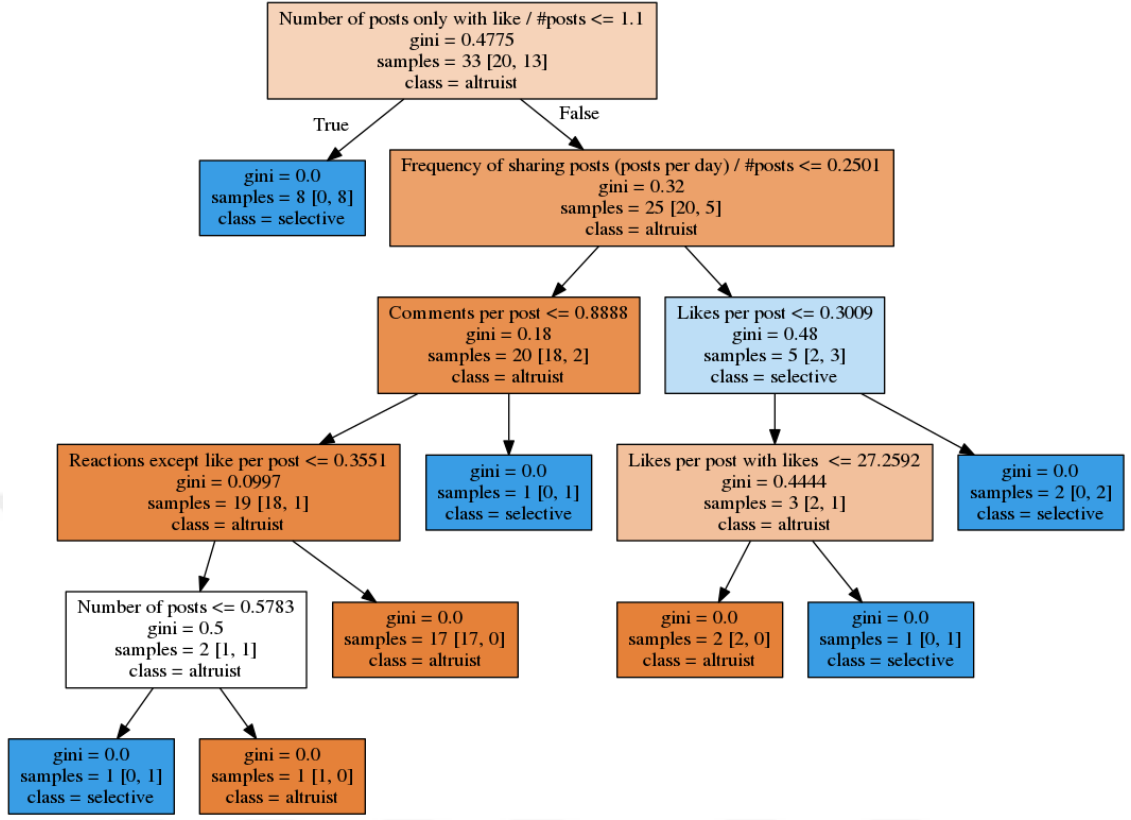 Number of posts only with like / #posts <= 1.1
gini = 0.4775
samples = 33 [20, 13]
class = altruist
True
False
gini = 0.0
samples = 8 [0, 8]
class = selective
Frequency of sharing posts (posts per day) / #posts <= 0.2501
gini = 0.32
samples = 25 [20, 5]
class = altruist
Comments per post <= 0.8888
gini = 0.18
samples = 20 [18, 2]
class = altruist
Likes per post <= 0.3009
gini = 0.48
samples = 5 [2, 3]
class = selective
Reactions except like per post <= 0.3551
gini = 0.0997
samples = 19 [18, 1]
class = altruist
gini = 0.0
samples = 1 [0, 1]
class = selective
Likes per post with likes <= 27.2592
gini = 0.4444
samples = 3 [2, 1]
class = altruist
gini = 0.0
samples = 2 [0, 2]
class = selective
Number of posts <= 0.5783
gini = 0.5
samples = 2 [1, 1]
class = altruist
gini = 0.0
samples = 17 [17, 0]
class = altruist
gini = 0.0
samples = 2 [2, 0]
class = altruist
gini = 0.0
samples = 1 [0, 1]
class = selective
gini = 0.0
samples = 1 [0, 1]
class = selective
gini = 0.0
samples = 1 [1, 0]
class = altruist